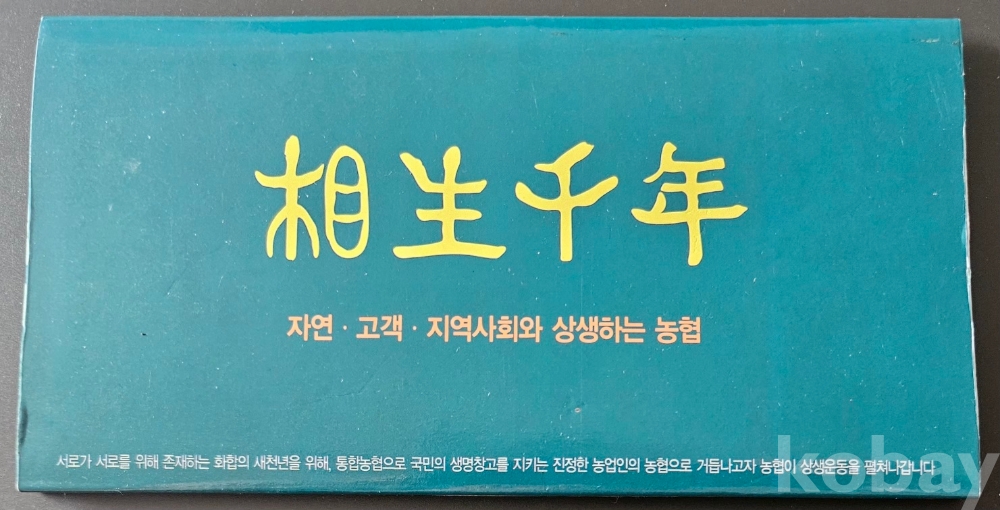 相生千年
자연 · 고객 · 지역사회와 상생하는 농협
서로가 서로를 위해 존재하는 화합의 새천년을 위해, 통합농협으로 국민의 생명창고를 지키는 진정한 농업인의 농협으로 거듭나고자 농협이 상생운동을 펼쳐나갑니다
kobay